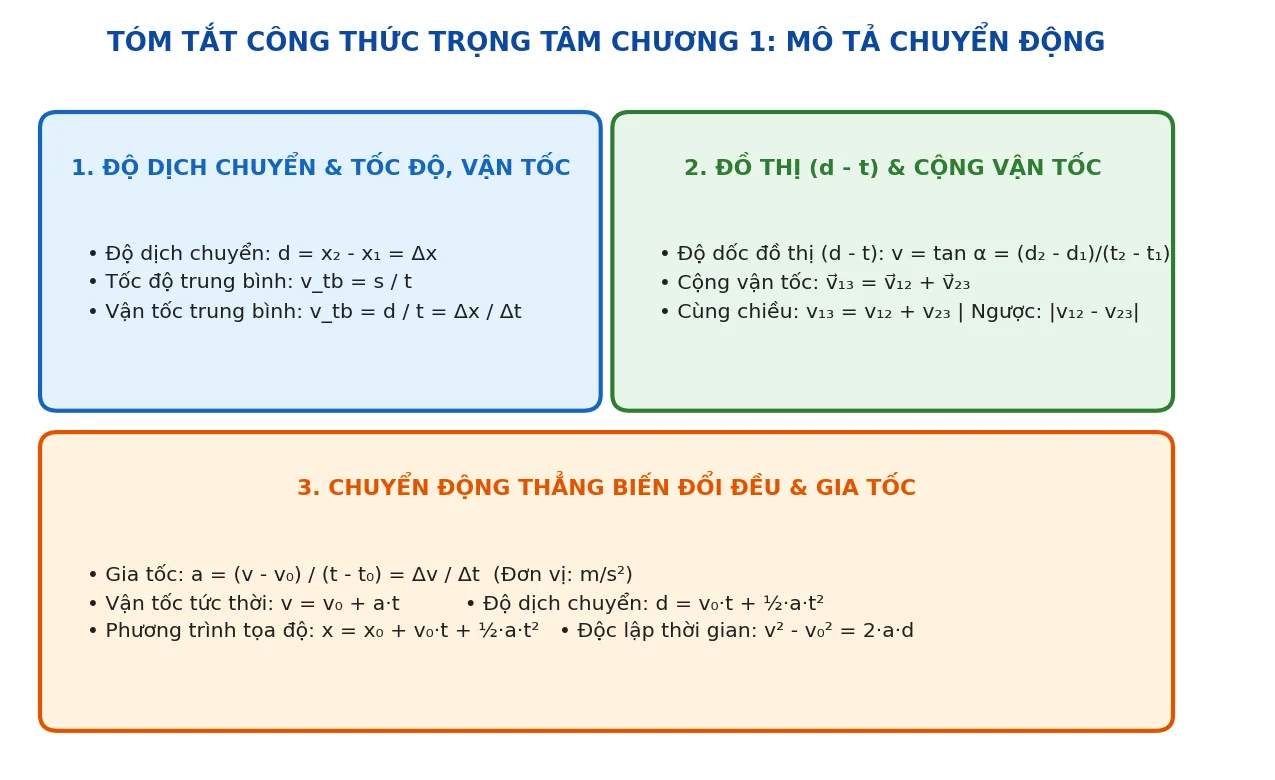 TÓM TẮT CÔNG THỨC TRỌNG TÂM CHƯƠNG 1: MÔ TẢ CHUYỂN ĐỘNG
1. ĐỘ DỊCH CHUYỂN & TỐC ĐỘ, VẬN TỐC
• Độ dịch chuyển: d = x₂ - x₁ = Δx
• Tốc độ trung bình: v_tb = s / t
• Vận tốc trung bình: v_tb = d / t = Δx / Δt
2. ĐỒ THỊ (d - t) & CỘNG VẬN TỐC
• Độ dốc đồ thị (d - t): v = tan α = (d₂ - d₁)/(t₂ - t₁)
• Cộng vận tốc: v⃗₁₃ = v⃗₁₂ + v⃗₂₃
• Cùng chiều: v₁₃ = v₁₂ + v₂₃ | Ngược: |v₁₂ - v₂₃|
3. CHUYỂN ĐỘNG THẲNG BIẾN ĐỔI ĐỀU & GIA TỐC
• Gia tốc: a = (v - v₀) / (t - t₀) = Δv / Δt  (Đơn vị: m/s²)
• Vận tốc tức thời: v = v₀ + a·t • Độ dịch chuyển: d = v₀·t + ½·a·t²
• Phương trình tọa độ: x = x₀ + v₀·t + ½·a·t² • Độc lập thời gian: v² - v₀² = 2·a·d